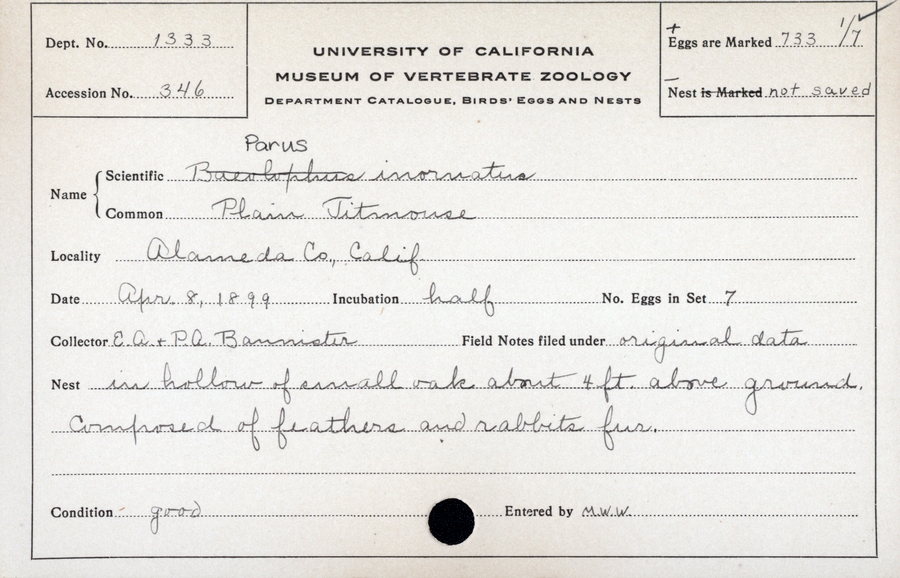 Dept. No. 1333
Accession No. 346
UNIVERSITY OF CALIFORNIA
MUSEUM OF VERTEBRATE ZOOLOGY
DEPARTMENT CATALOGUE, BIRDS' EGGS AND NESTS
+
Eggs are Marked 733 1/7 ✓
–
Nest is Marked not saved
Parus
Name { Scientific Baeolophus inornatus
Common Plain Titmouse
Locality Alameda Co., Calif.
Date Apr. 8, 1899 Incubation half No. Eggs in Set 7
Collector E.A. + P.A. Bannister Field Notes filed under original data
Nest in hollow of small oak about 4 ft. above ground.
Composed of feathers and rabbits fur.
Condition good Entered by M.W.W.